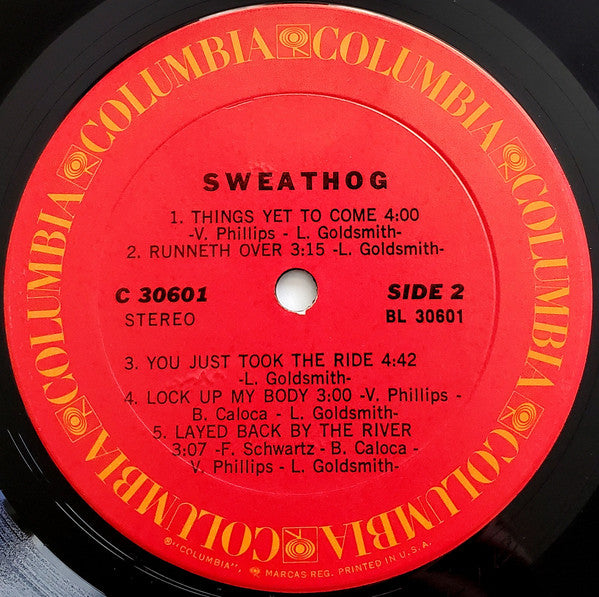 COLUMBIA COLUMBIA COLUMBIA COLUMBIA COLUMBIA COLUMBIA
SWEATHOG
1. THINGS YET TO COME 4:00
-V. Phillips - L. Goldsmith-
2. RUNNETH OVER 3:15 -L. Goldsmith-
C 30601
SIDE 2
STEREO
BL 30601
3. YOU JUST TOOK THE RIDE 4:42
-L. Goldsmith-
4. LOCK UP MY BODY 3:00 -V. Phillips -
B. Caloca - L. Goldsmith-
5. LAYED BACK BY THE RIVER
3:07 -F. Schwartz - B. Caloca -
V. Phillips - L. Goldsmith-
®"COLUMBIA", MARCAS REG. PRINTED IN U.S.A.